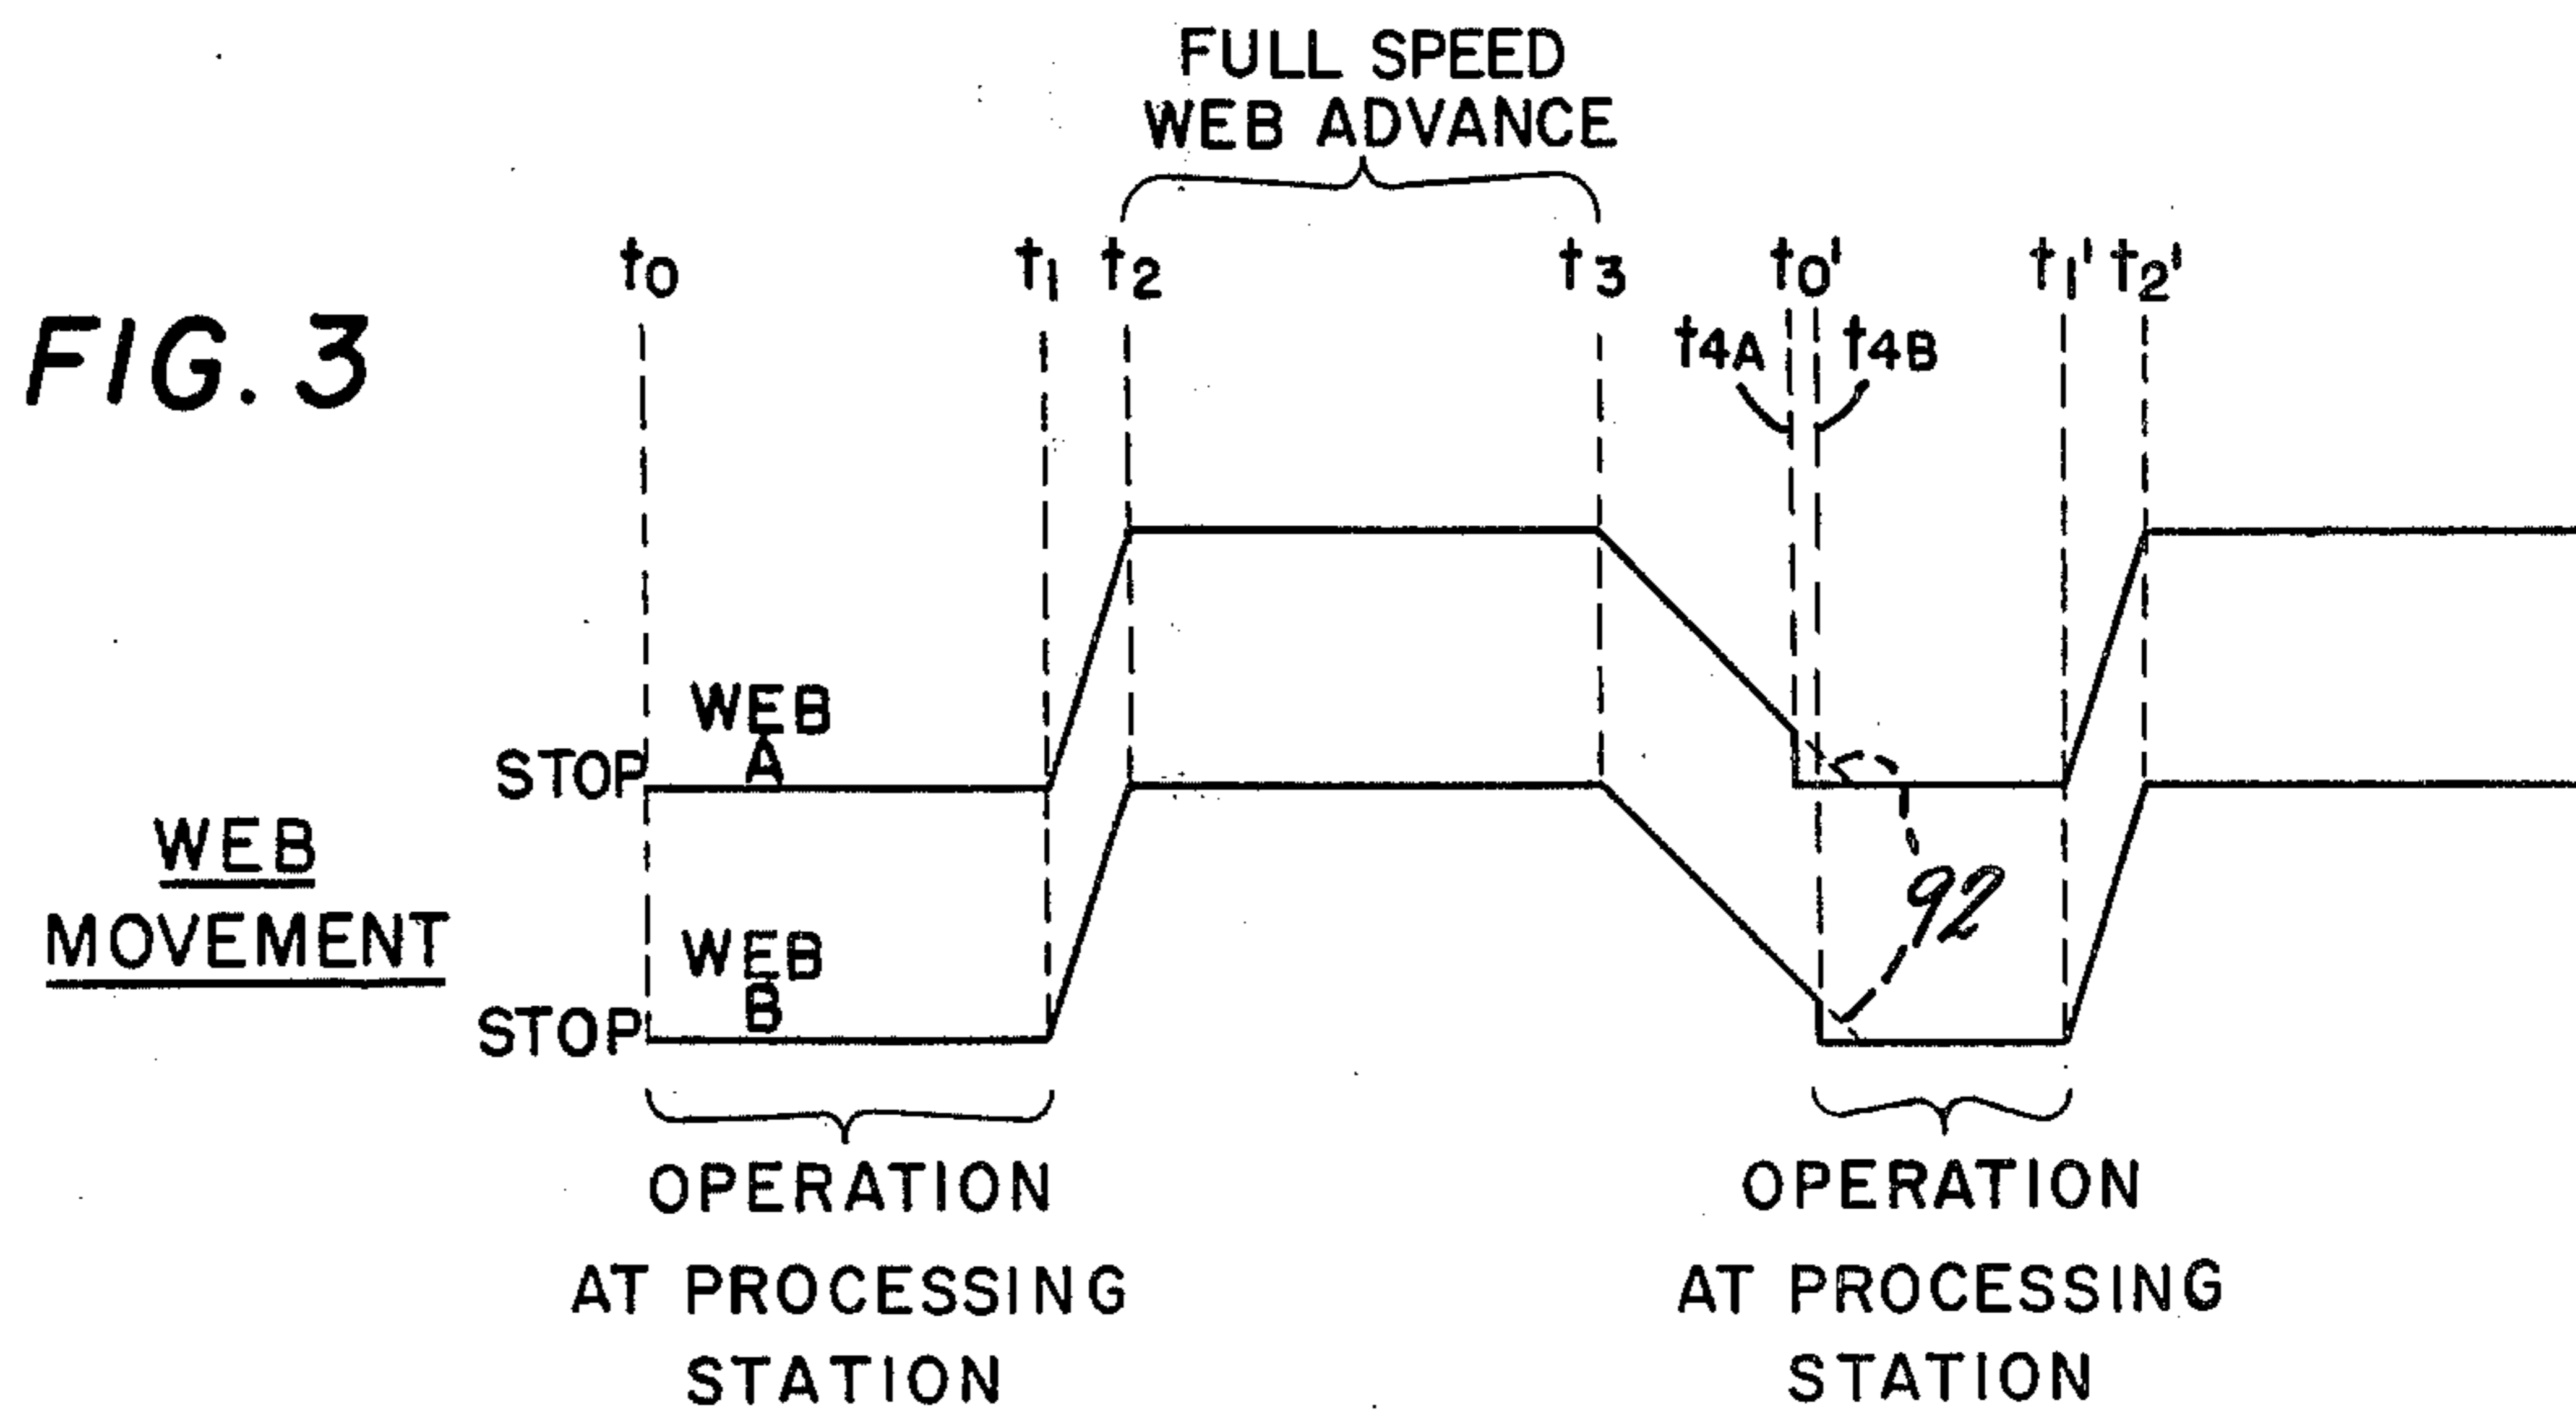 FULL SPEED
WEB ADVANCE
t0 t1 t2 t3 t0' t1' t2'
FIG. 3
t4A t4B
WEB
A
STOP
WEB
MOVEMENT
92
WEB
B
STOP
OPERATION
AT PROCESSING
STATION
OPERATION
AT PROCESSING
STATION